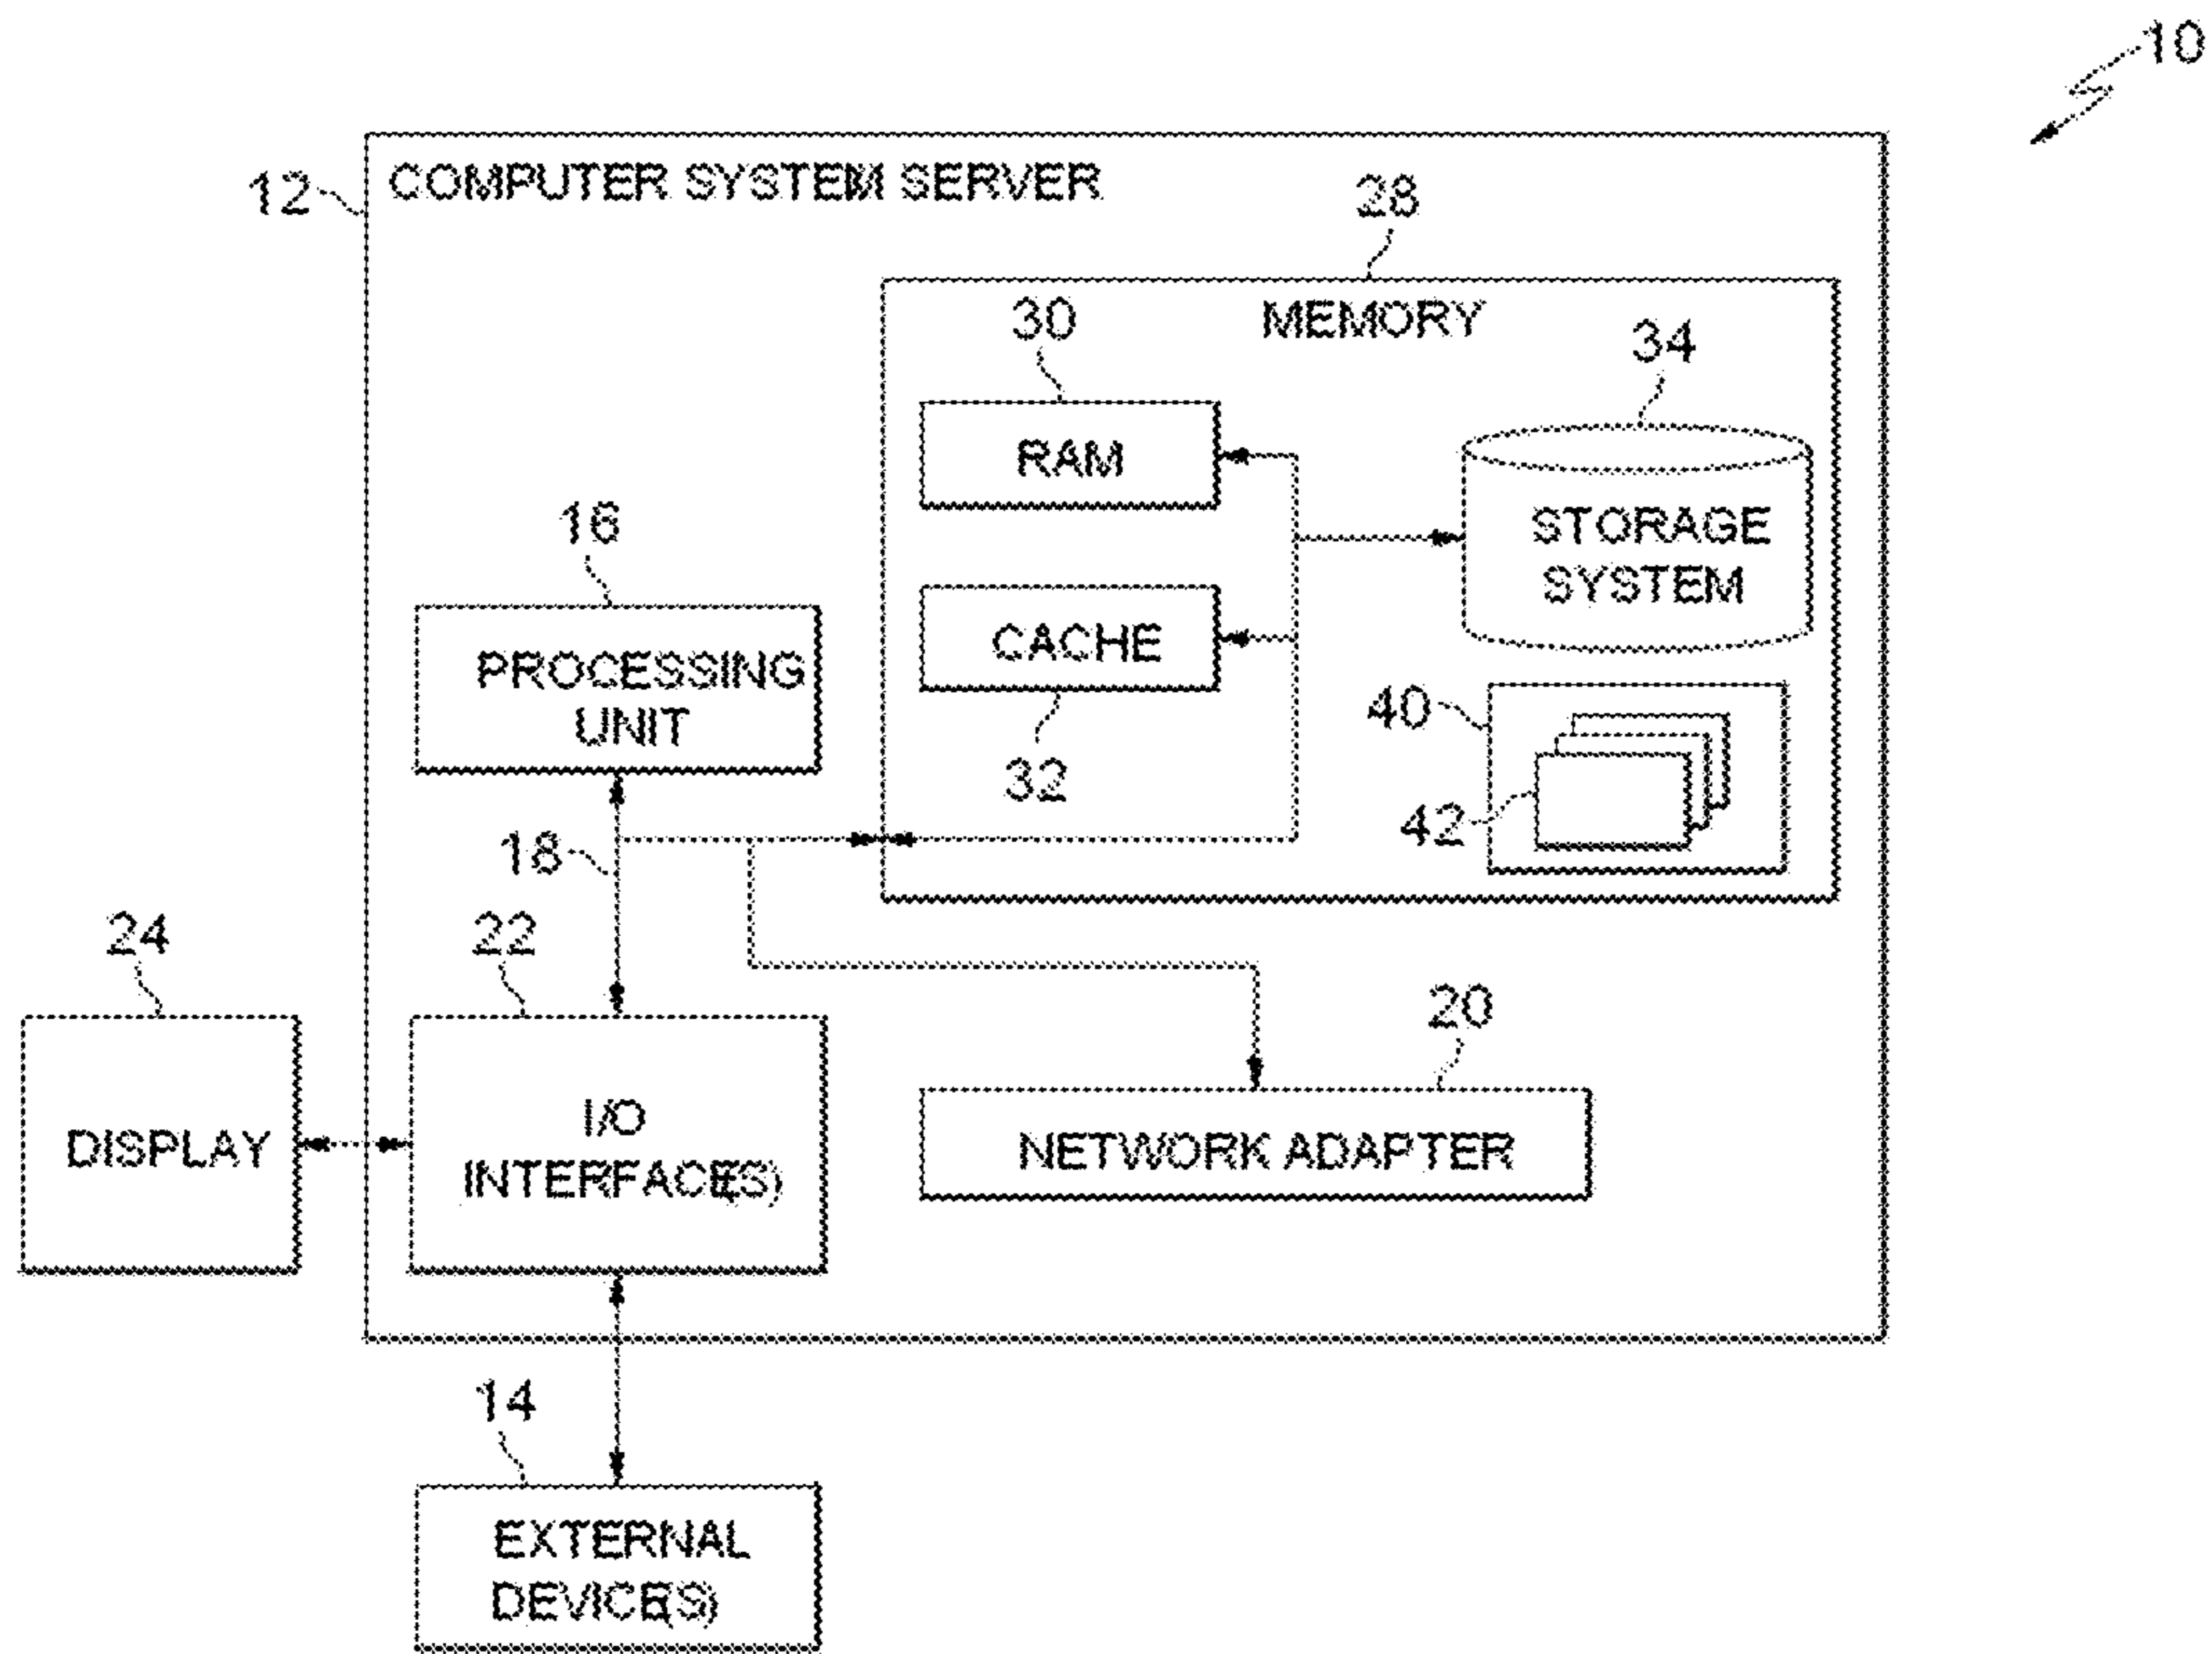 10
12
COMPUTER SYSTEM SERVER
28
MEMORY
30
34
RAM
STORAGE
SYSTEM
16
PROCESSING
UNIT
CACHE
32
40
42
18
24
22
20
DISPLAY
I/O
INTERFACE(S)
NETWORK ADAPTER
14
EXTERNAL
DEVICE(S)